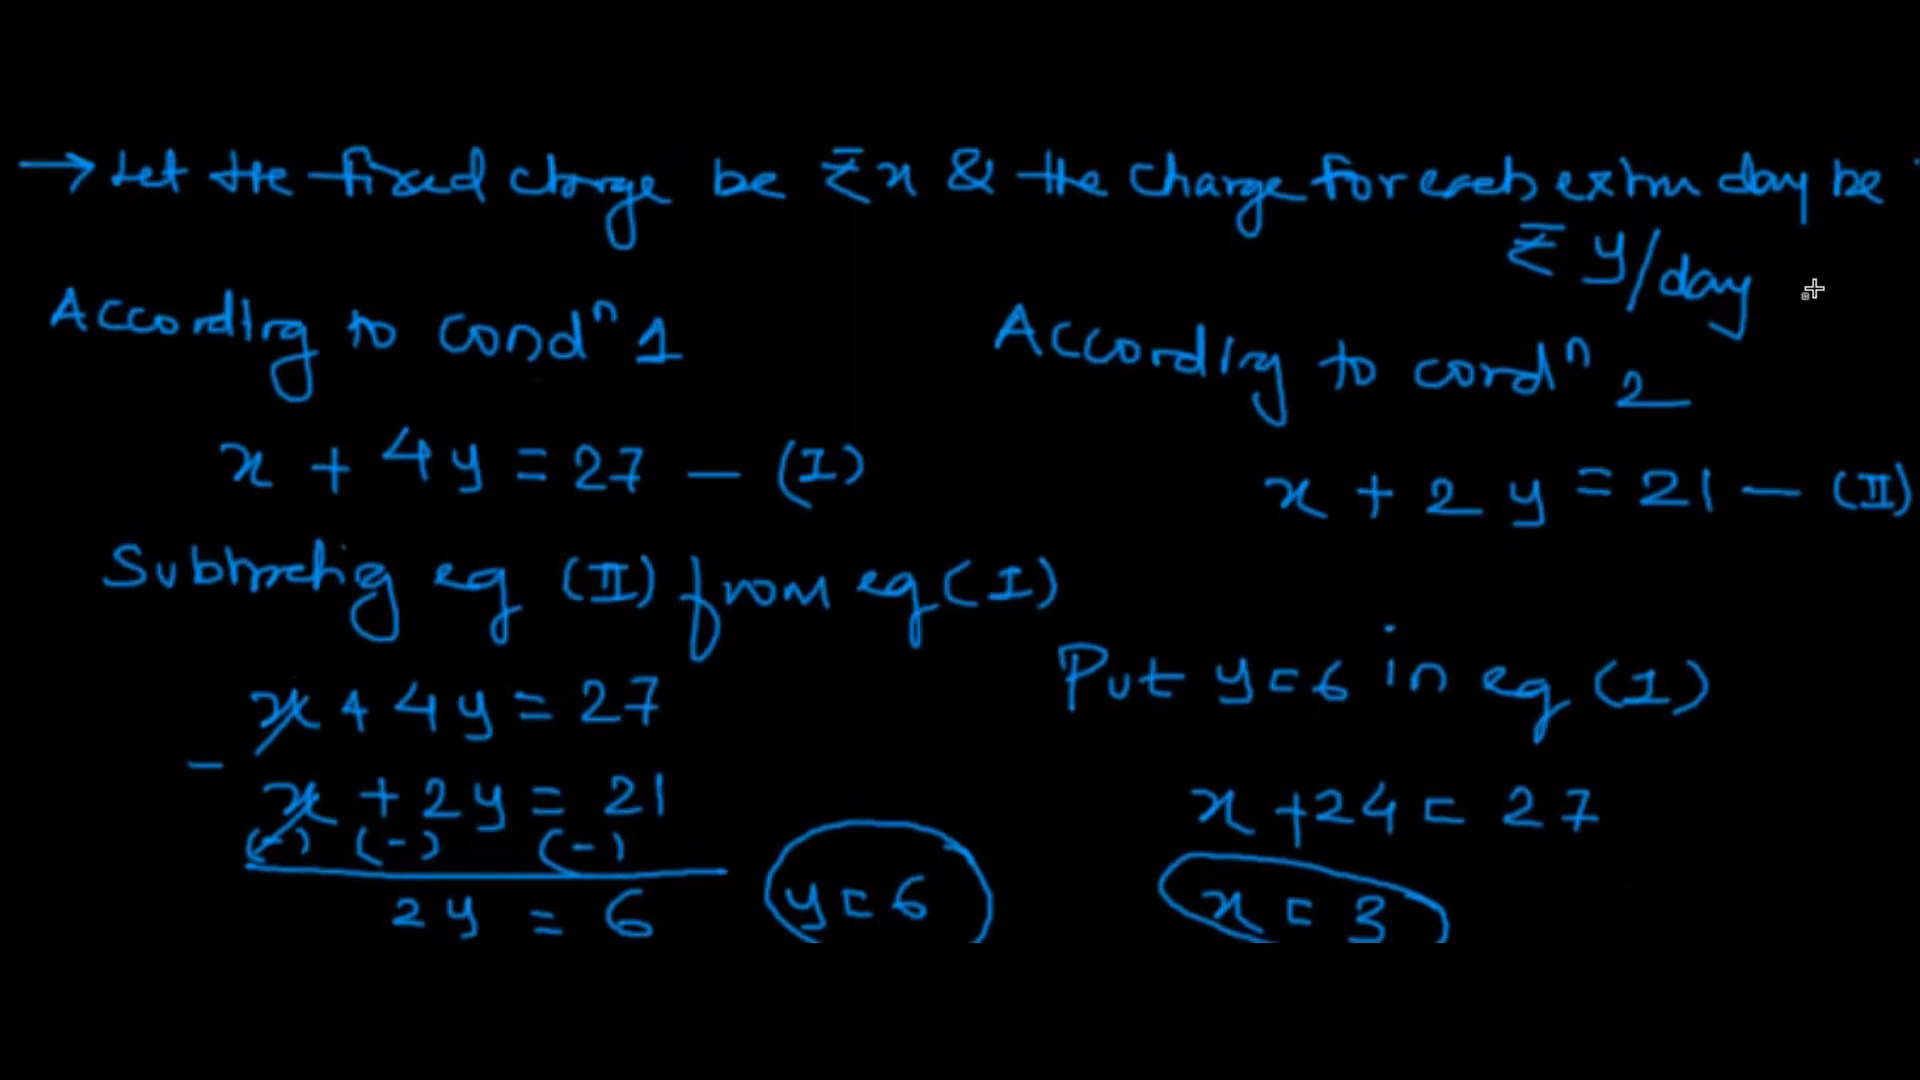 → Let the fixed charge be ₹ x & the charge for each extra day be
₹ y/day
According to condⁿ 1
x + 4y = 27 — (I)
According to condⁿ 2
x + 2y = 21 — (II)
Subtracting eq (II) from eq (I)
x + 4y = 27
– x + 2y = 21
(-) (-) (-)
2y = 6
y = 6
Put y = 6 in eq (1)
x + 24 = 27
x = 3